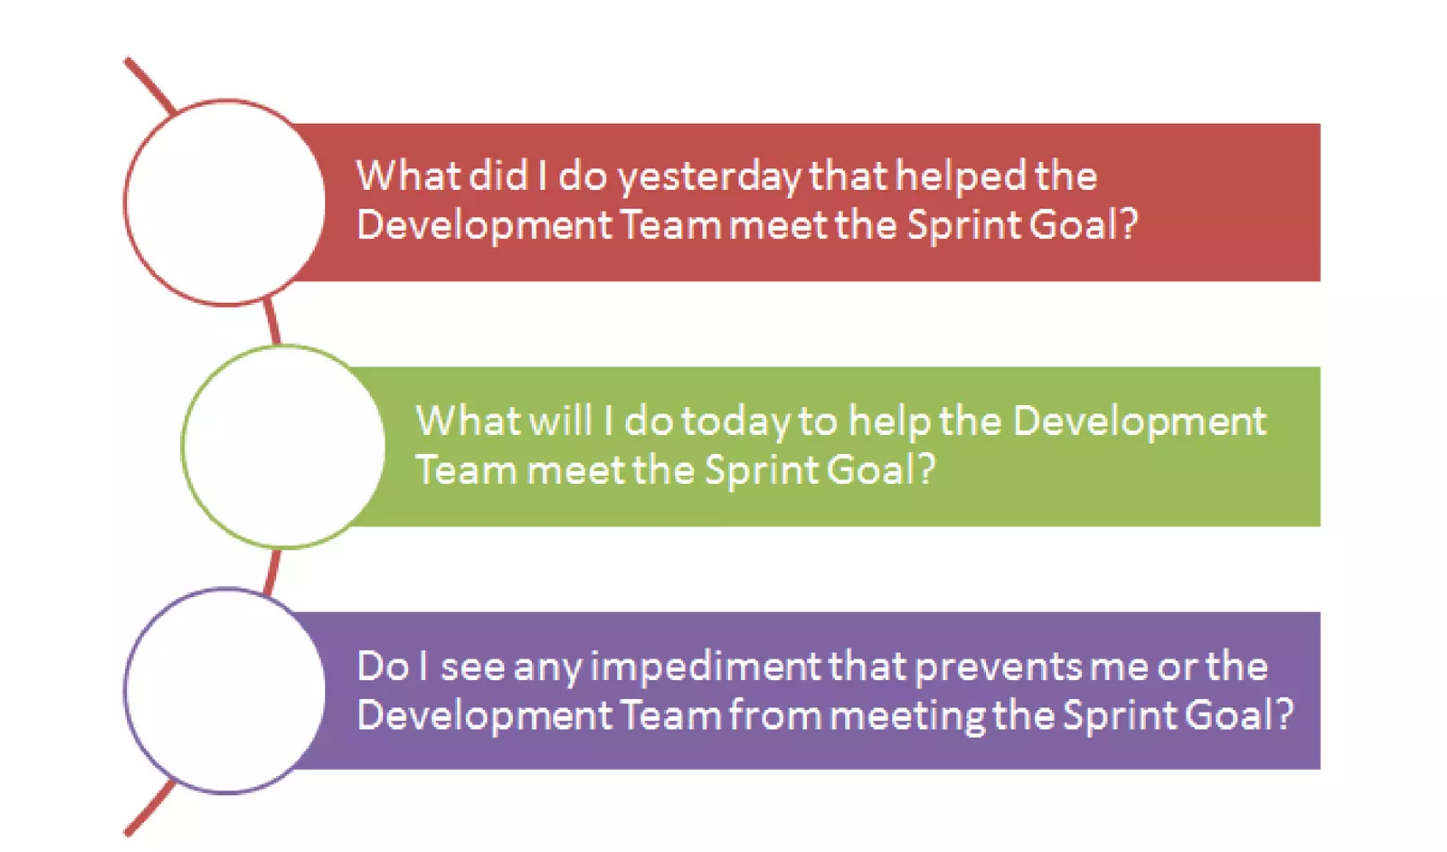 What did I do yesterday that helped the
Development Team meet the Sprint Goal?
What will I do today to help the Development
Team meet the Sprint Goal?
Do I see any impediment that prevents me or the
Development Team from meeting the Sprint Goal?